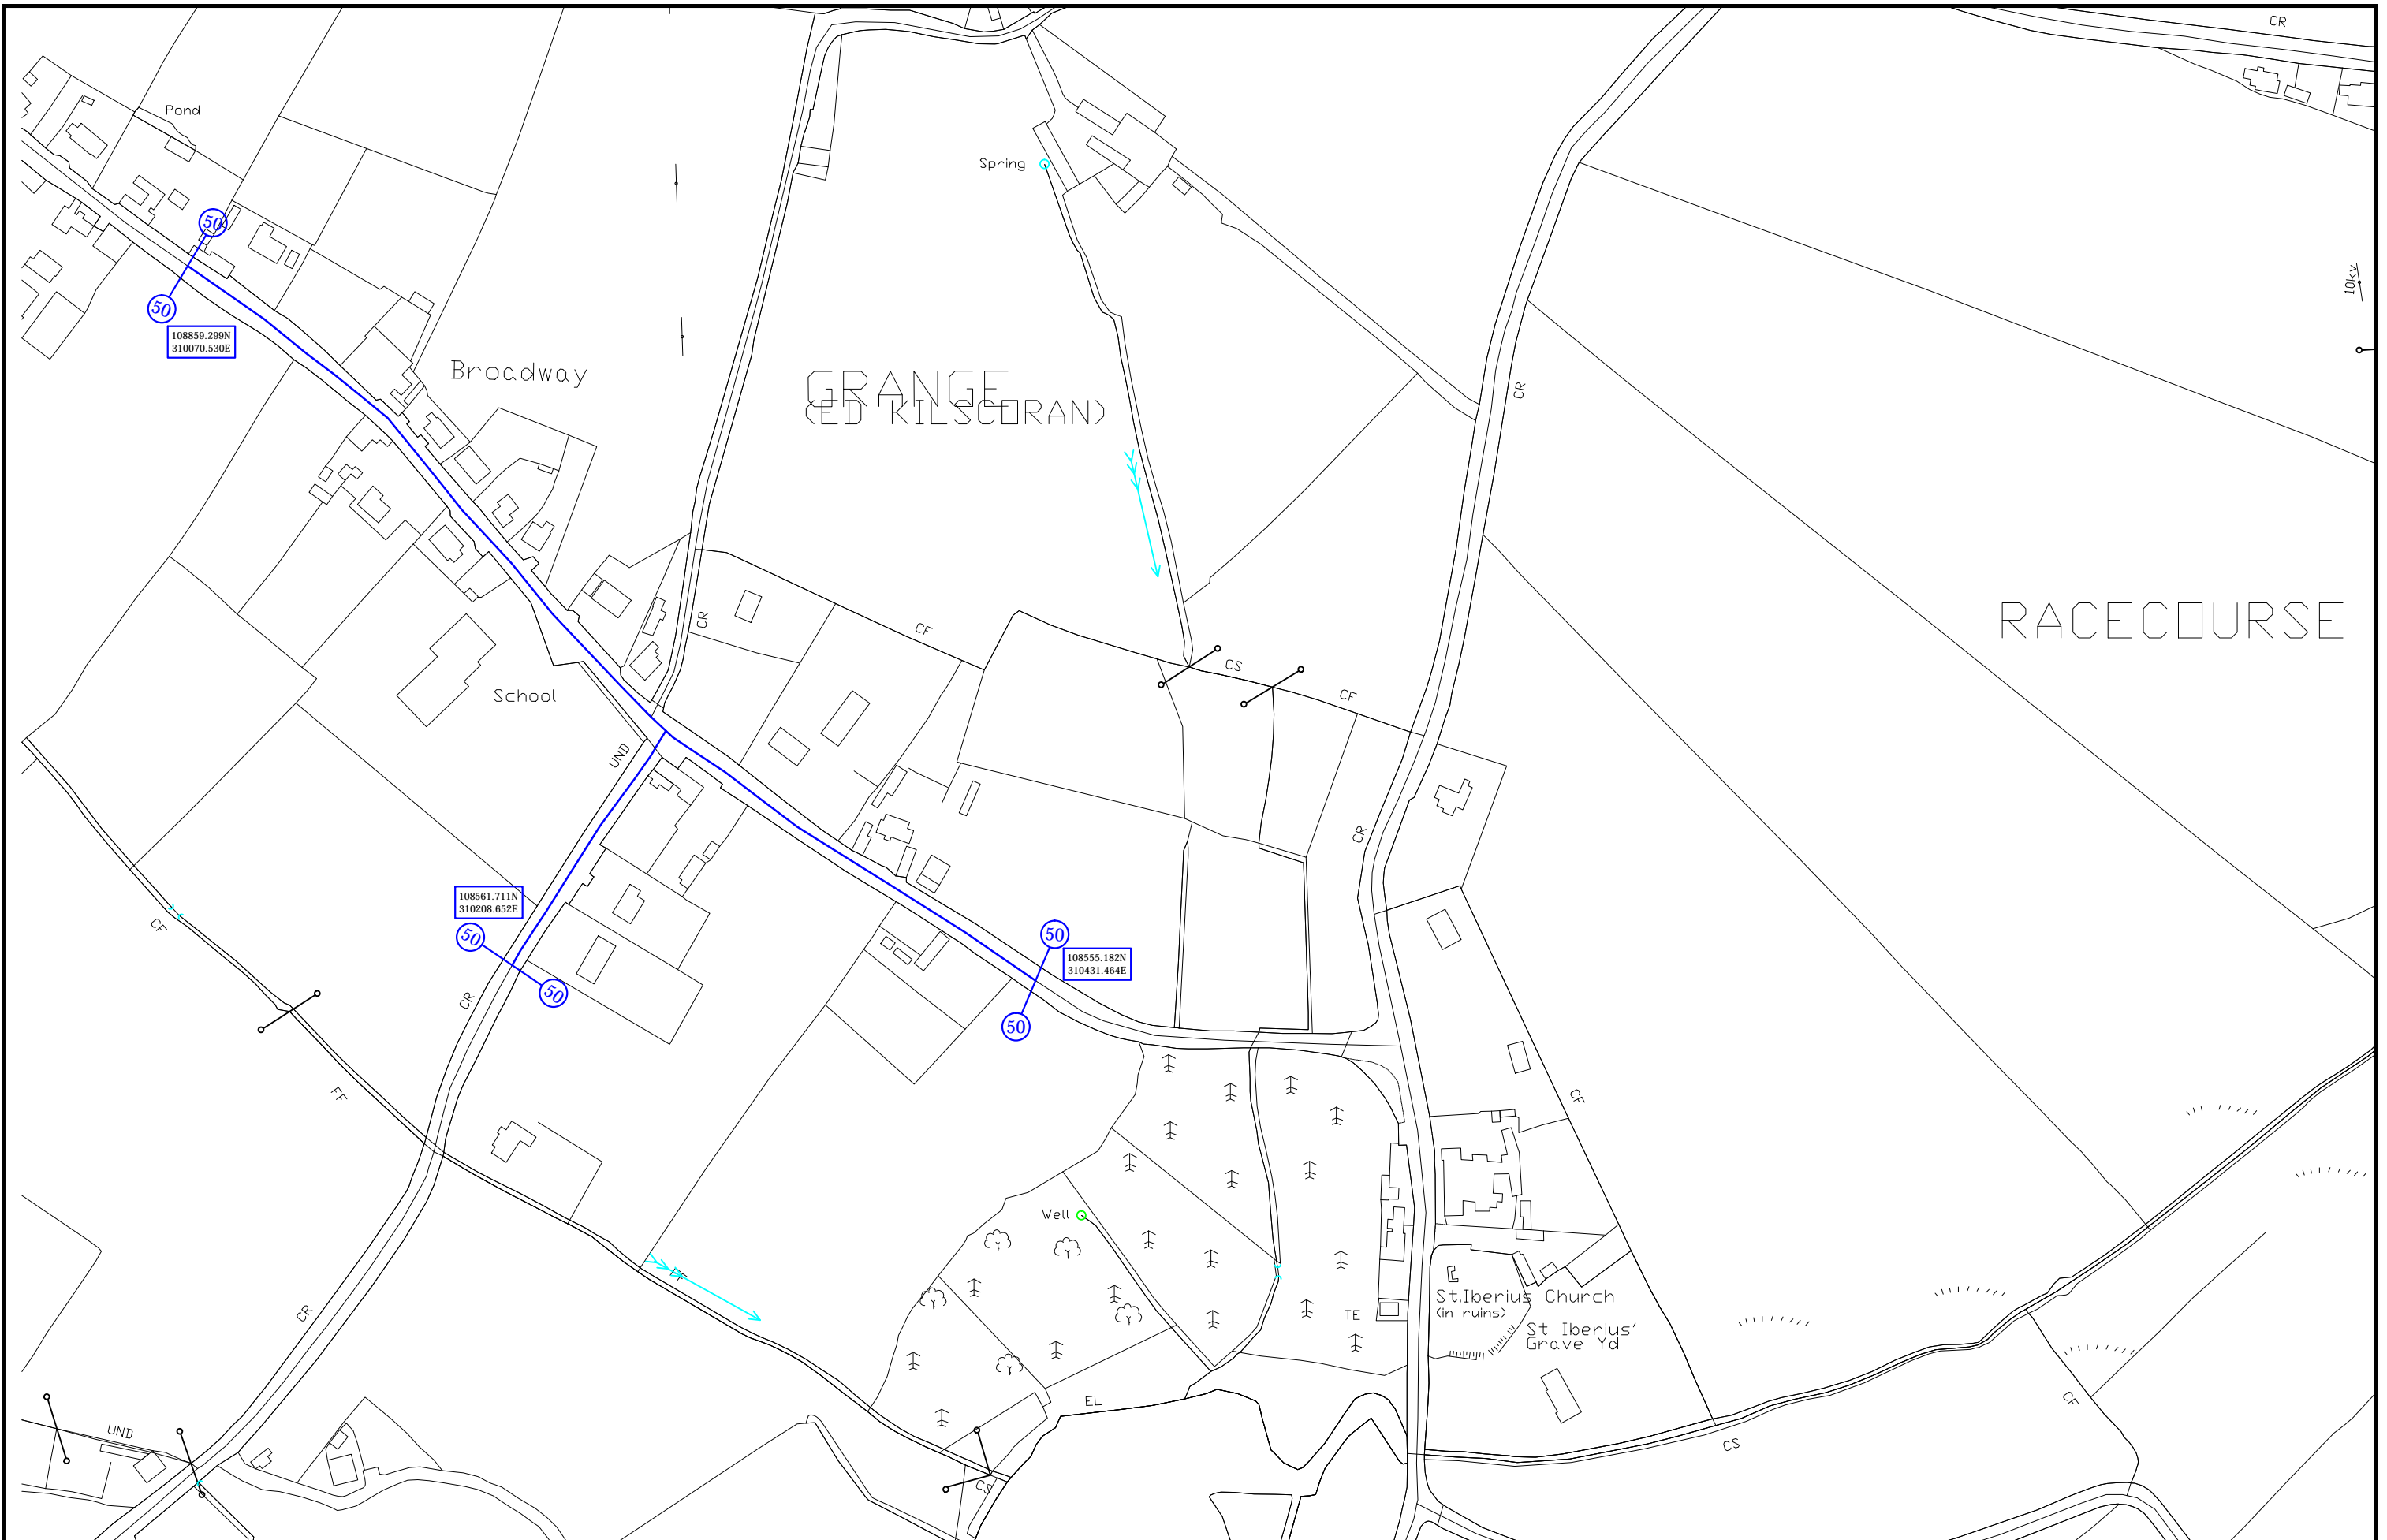 CR
Pond
Spring
50
50
10kv
108859.299N
310070.530E
Broadway
GRANGE
(ED KILSCORAN)
CR
RACECOURSE
CR
CF
CS
CF
School
UND
CR
108561.711N
310208.652E
50
50
CF
50
108555.182N
310431.464E
50
CR
FF
CF
Well
EF
CR
St.Iberius Church
(in ruins)
TE
St Iberius'
Grave Yd
EL
CF
UND
CS
CS